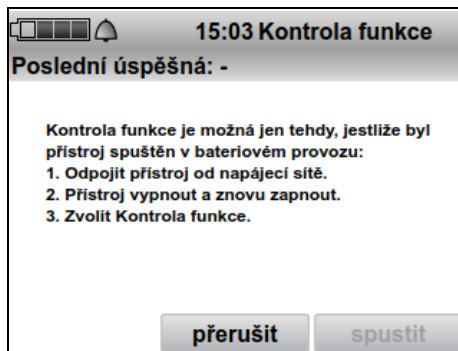 15:03 Kontrola funkce
Poslední úspěšná: -
Kontrola funkce je možná jen tehdy, jestliže byl
přístroj spuštěn v bateriovém provozu:
1. Odpojit přístroj od napájecí sítě.
2. Přístroj vypnout a znovu zapnout.
3. Zvolit Kontrola funkce.
přerušit spustit